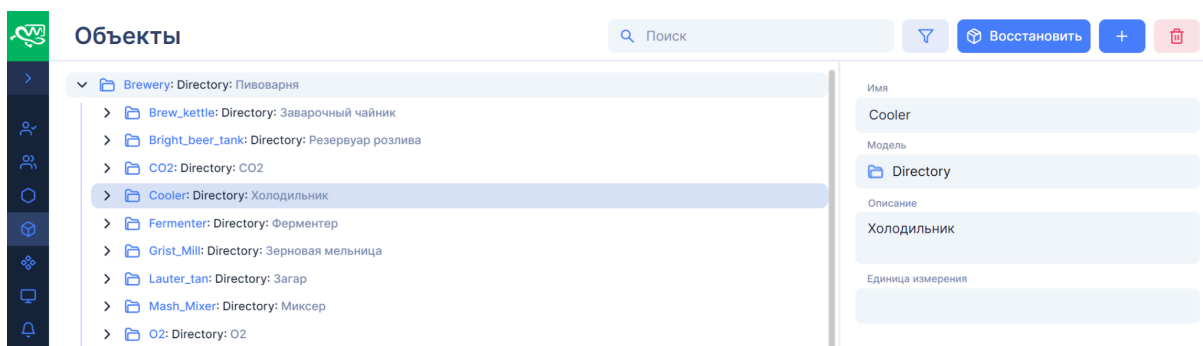 Объекты
Поиск
Восстановить
Brewery: Directory: Пивоварня
Brew_kettle: Directory: Заварочный чайник
Bright_beer_tank: Directory: Резервуар розлива
CO2: Directory: CO2
Cooler: Directory: Холодильник
Fermenter: Directory: Ферментер
Grist_Mill: Directory: Зерновая мельница
Lauter_tan: Directory: Загар
Mash_Mixer: Directory: Миксер
O2: Directory: O2
Имя
Cooler
Модель
Directory
Описание
Холодильник
Единица измерения